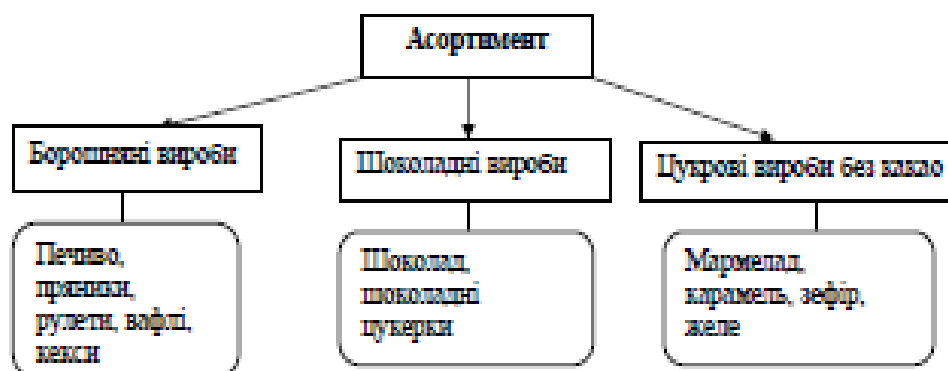 Асортимент
Борошняні вироби
Шоколадні вироби
Цукрові вироби без какао
Печиво,
пряники,
рулети, вафлі,
кекси
Шоколад,
шоколадні
цукерки
Мармелад,
карамель, зефір,
желе